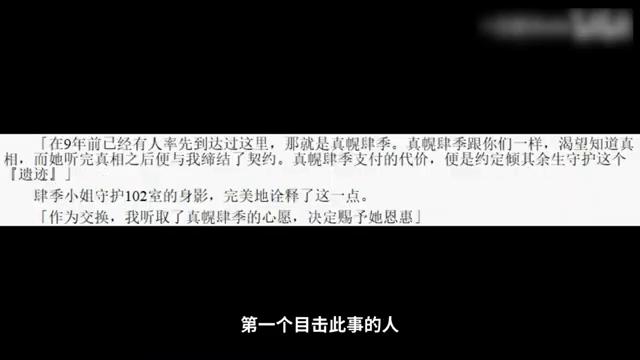 「在9年前已经有人率先到达过这里，那就是真幌肆季。真幌肆季跟你们一样，渴望知道真
相，而她听完真相之后便与我缔结了契约。真幌肆季支付的代价，便是约定倾其余生守护这个
『遗迹』」
肆季小姐守护102室的身影，完美地诠释了这一点。
「作为交换，我听取了真幌肆季的心愿，决定赐予她恩惠」
第一个目击此事的人